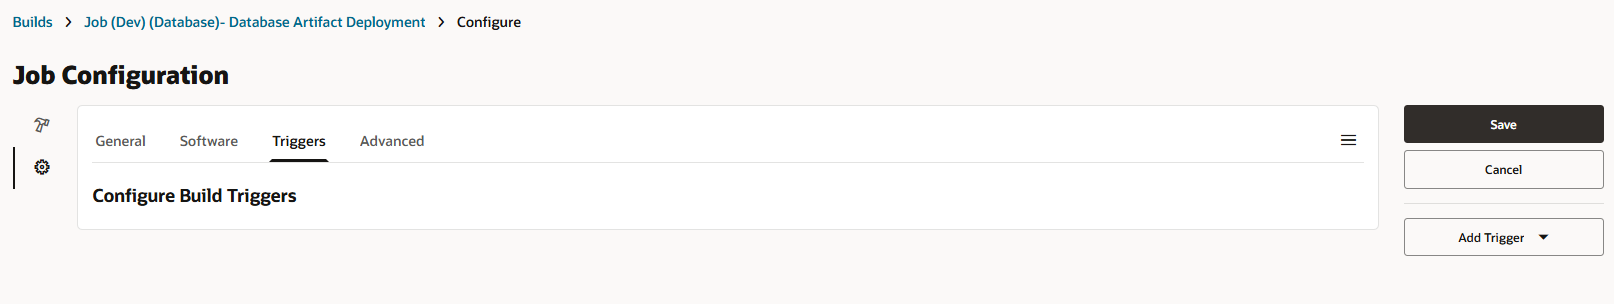 Builds > Job (Dev) (Database)- Database Artifact Deployment > Configure
Job Configuration
General Software Triggers Advanced
Configure Build Triggers
Save
Cancel
Add Trigger